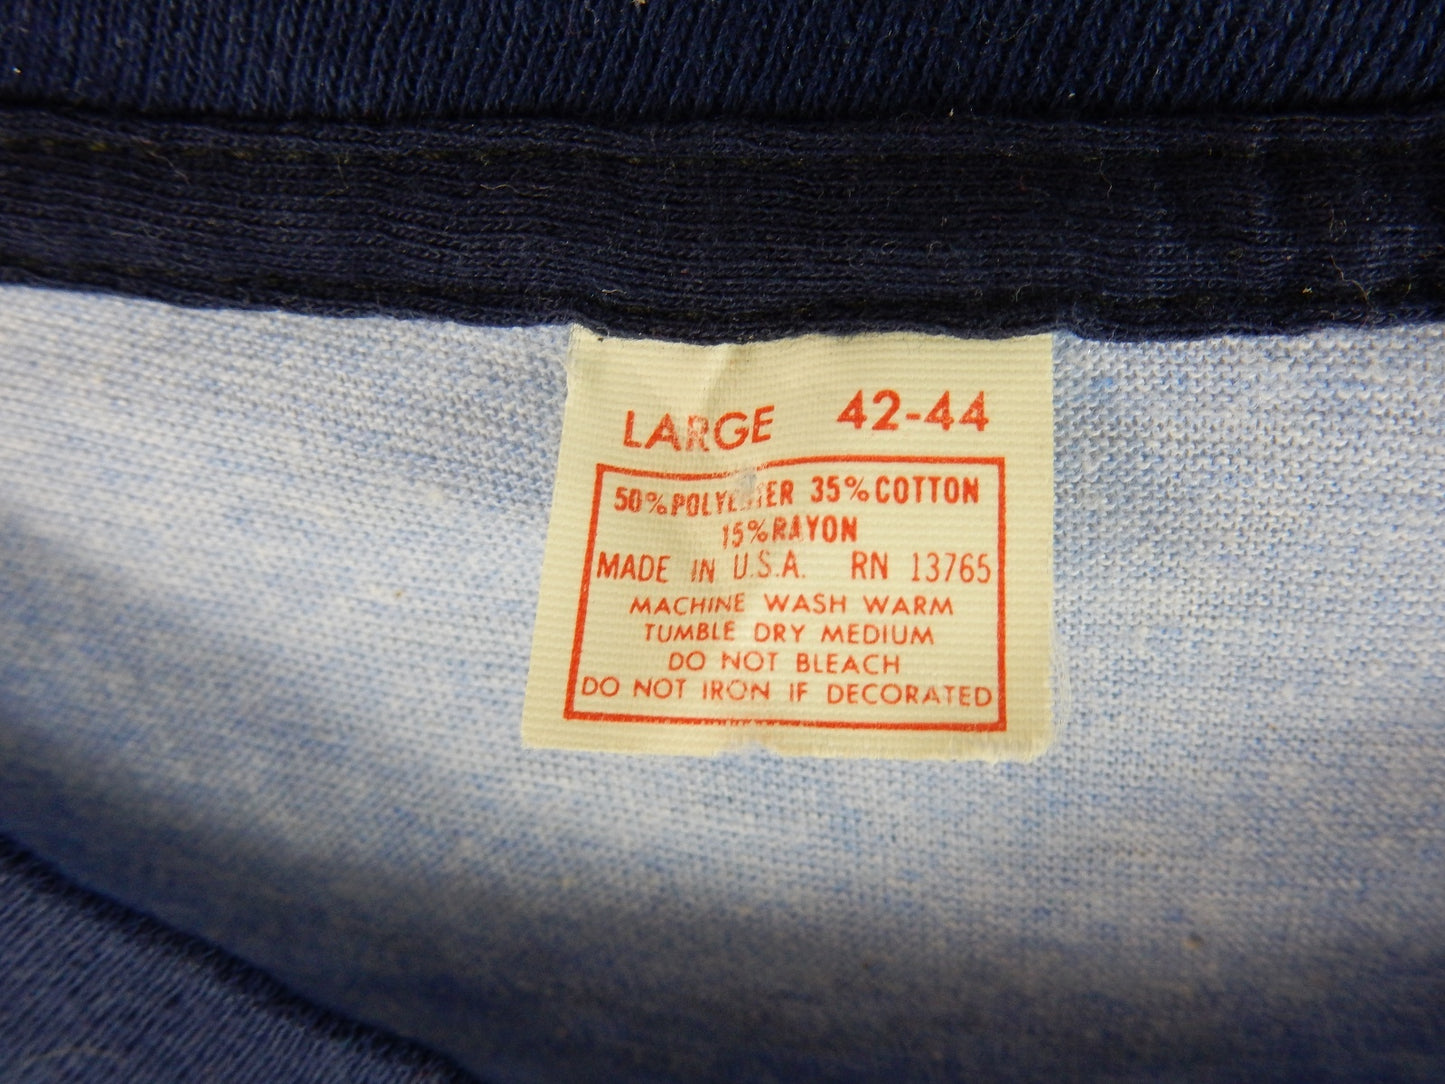 LARGE 42-44
50% POLYESTER 35% COTTON
15% RAYON
MADE IN U.S.A. RN 13765
MACHINE WASH WARM
TUMBLE DRY MEDIUM
DO NOT BLEACH
DO NOT IRON IF DECORATED